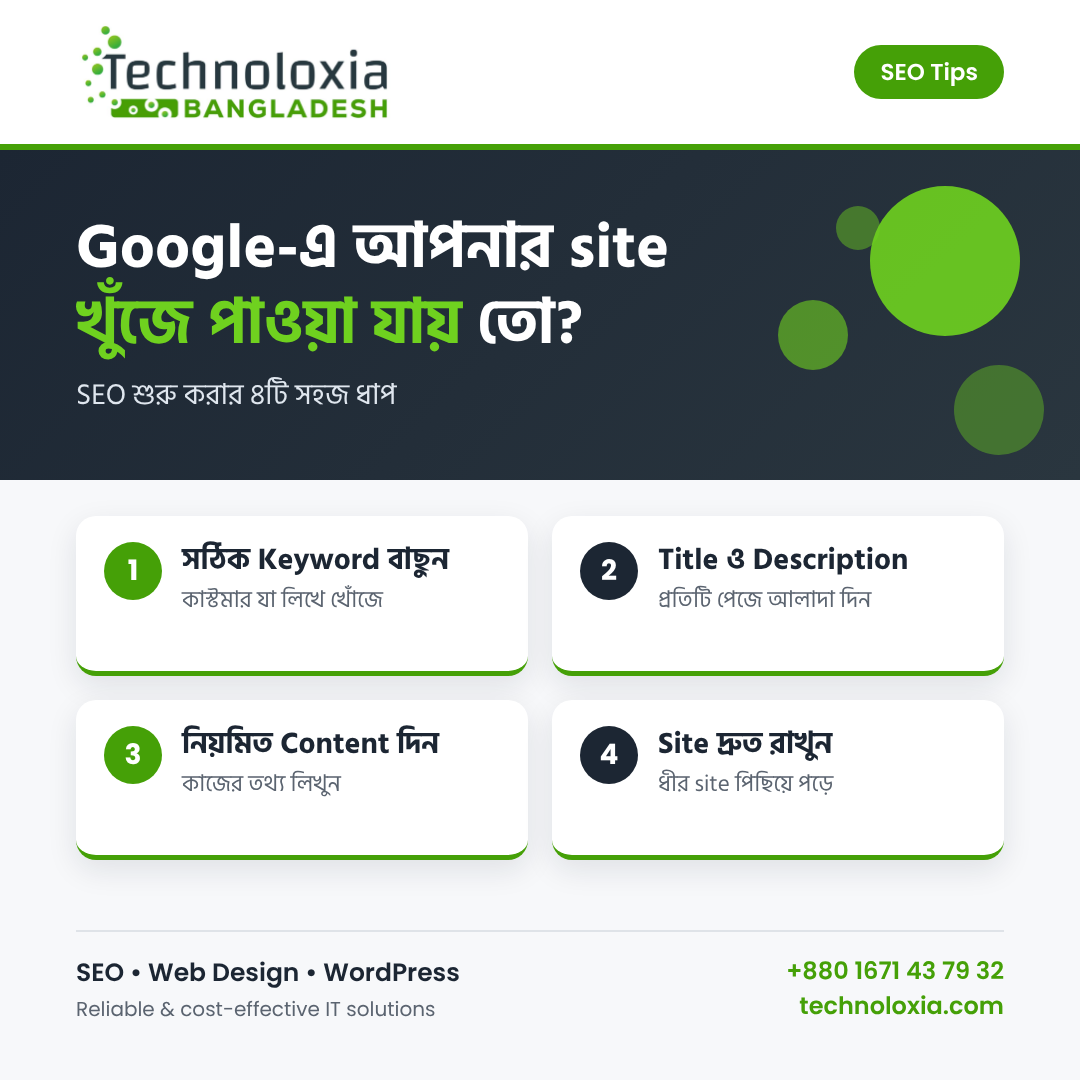 Technoloxia
BANGLADESH
SEO Tips
Google-এ আপনার site
খুঁজে পাওয়া যায় তো?
SEO শুরু করার ৪টি সহজ ধাপ
1
সঠিক Keyword বাছুন
কাস্টমার যা লিখে খোঁজে
2
Title ও Description
প্রতিটি পেজে আলাদা দিন
3
নিয়মিত Content দিন
কাজের তথ্য লিখুন
4
Site দ্রুত রাখুন
ধীর site পিছিয়ে পড়ে
SEO • Web Design • WordPress
Reliable & cost-effective IT solutions
+880 1671 43 79 32
technoloxia.com